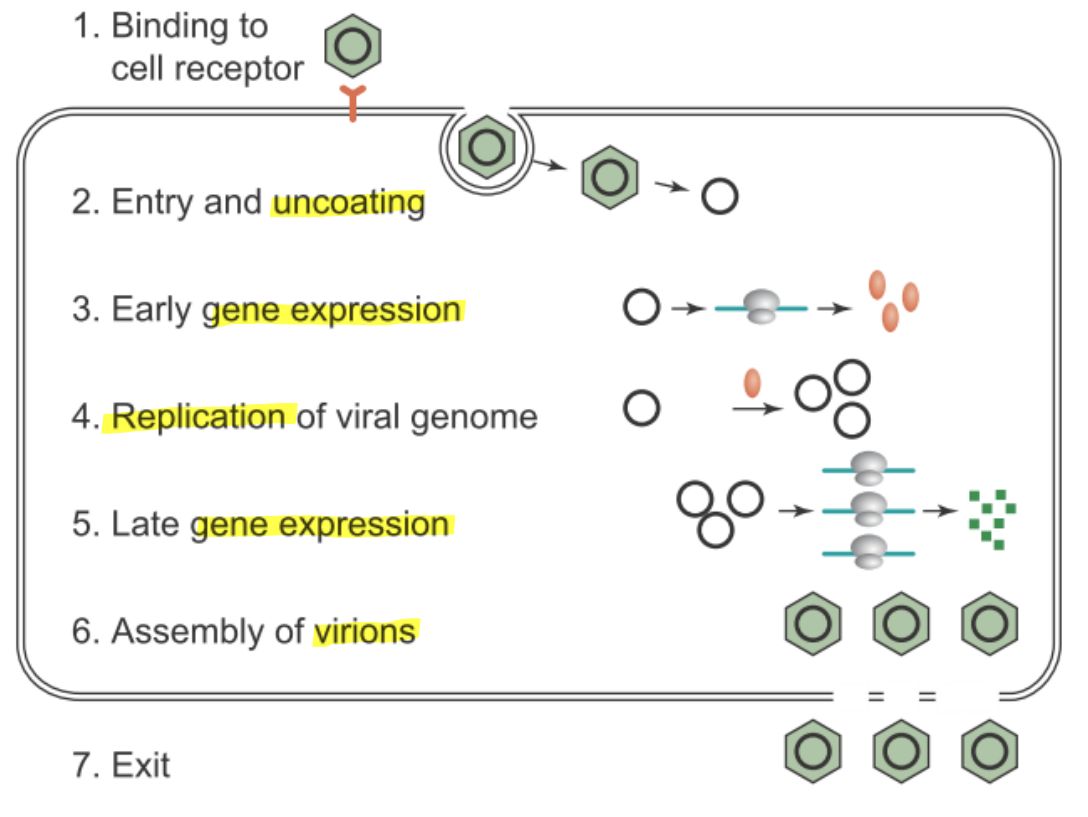 1. Binding to
cell receptor
2. Entry and uncoating
3. Early gene expression
4. Replication of viral genome
5. Late gene expression
6. Assembly of virions
7. Exit